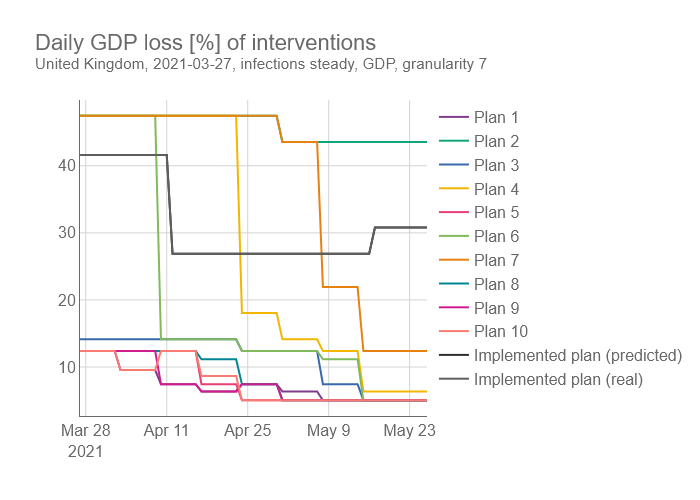 Daily GDP loss [%] of interventions
United Kingdom, 2021-03-27, infections steady, GDP, granularity 7
40
30
20
10
Mar 28
2021
Apr 11
Apr 25
May 9
May 23
Plan 1
Plan 2
Plan 3
Plan 4
Plan 5
Plan 6
Plan 7
Plan 8
Plan 9
Plan 10
Implemented plan (predicted)
Implemented plan (real)